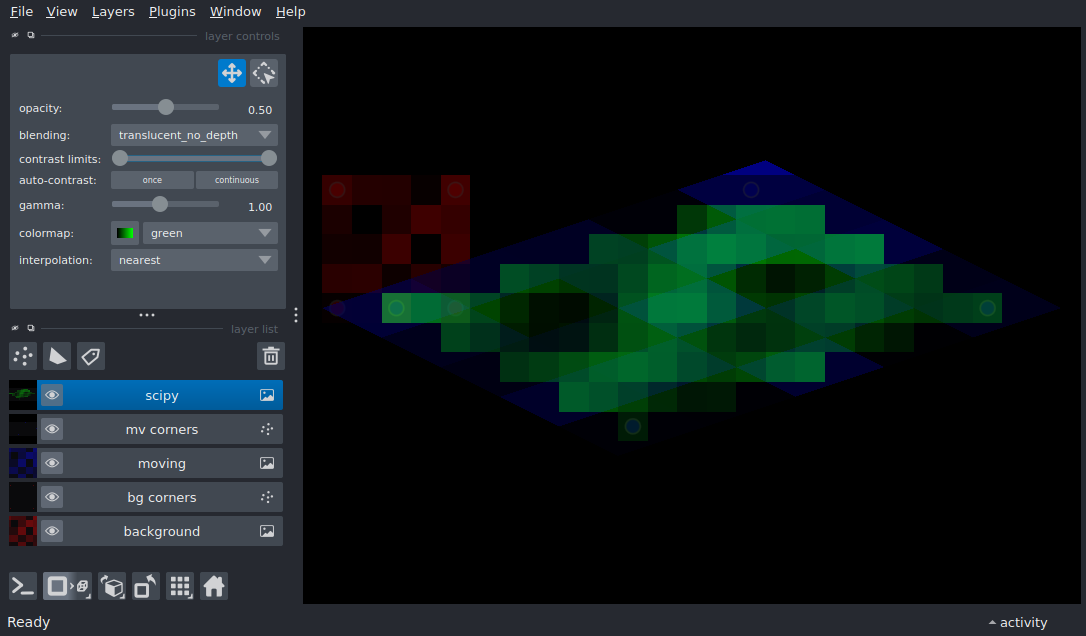 File View Layers Plugins Window Help
layer controls
opacity: 0.50
blending: translucent_no_depth
contrast limits:
auto-contrast: once continuous
gamma: 1.00
colormap: green
interpolation: nearest
layer list
scipy
mv corners
moving
bg corners
background
Ready
activity